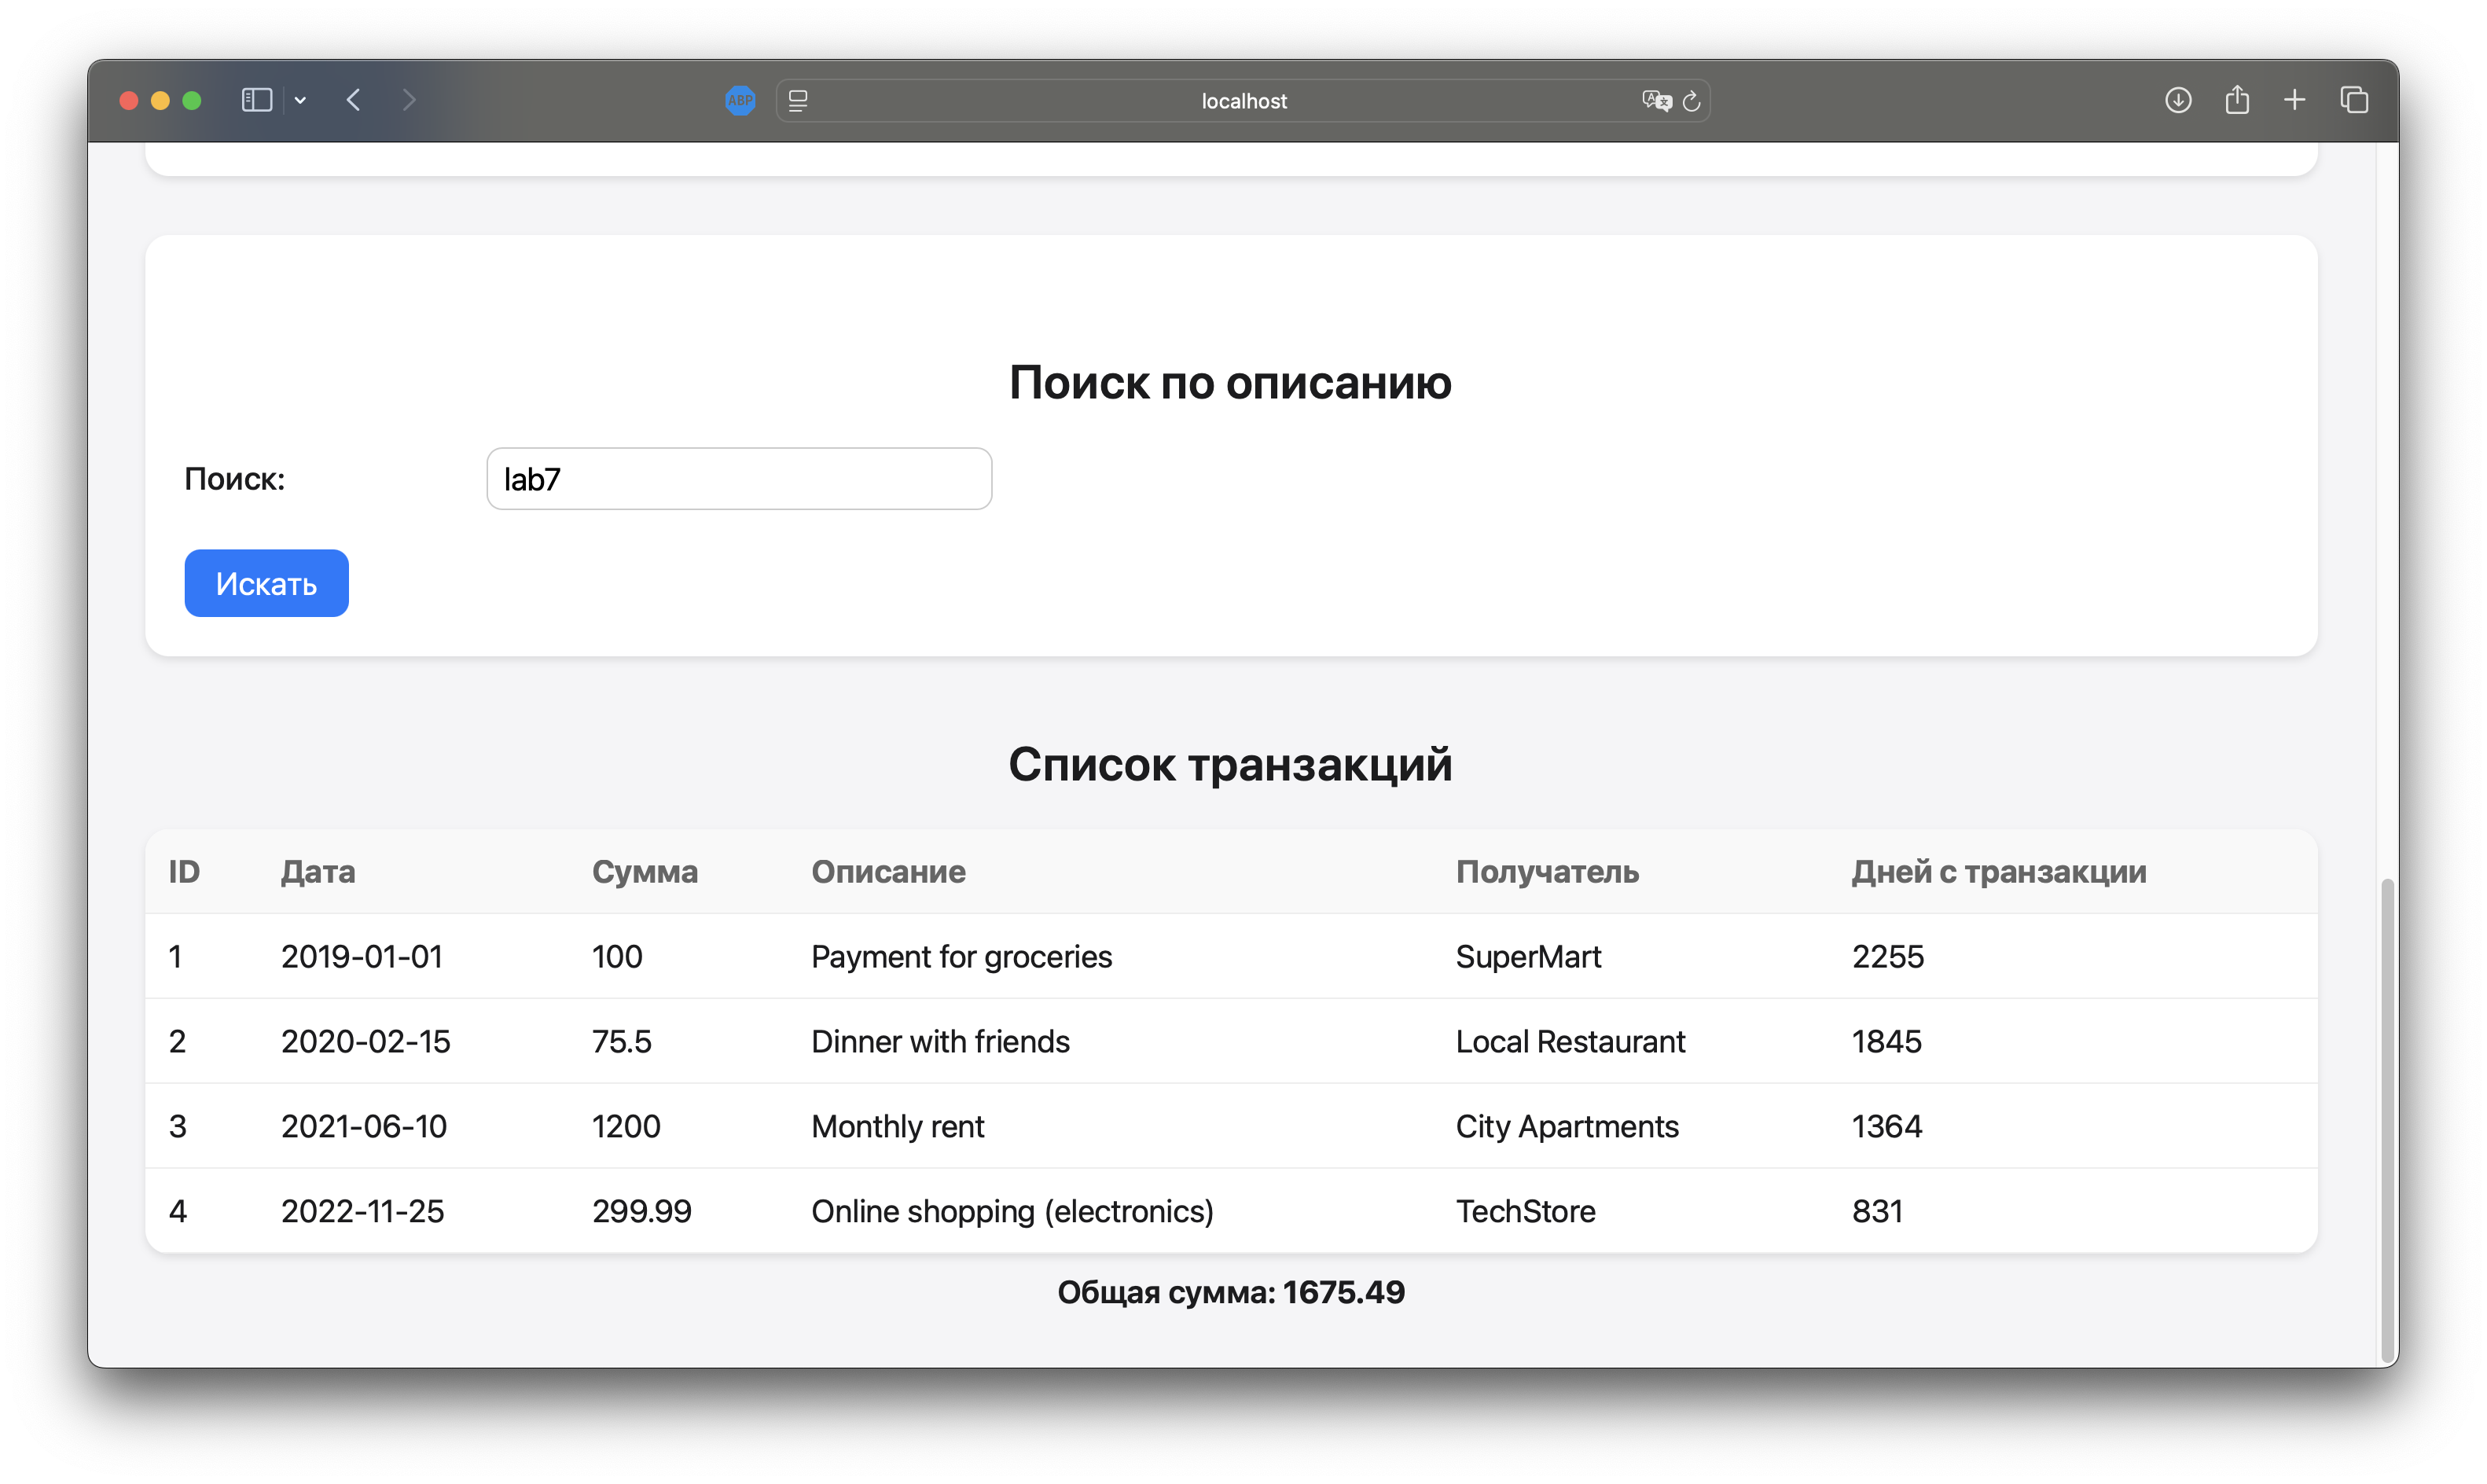 ABP
localhost
Поиск по описанию
Поиск: lab7
Искать
Список транзакций
ID Дата Сумма Описание Получатель Дней с транзакции
1 2019-01-01 100 Payment for groceries SuperMart 2255
2 2020-02-15 75.5 Dinner with friends Local Restaurant 1845
3 2021-06-10 1200 Monthly rent City Apartments 1364
4 2022-11-25 299.99 Online shopping (electronics) TechStore 831
Общая сумма: 1675.49